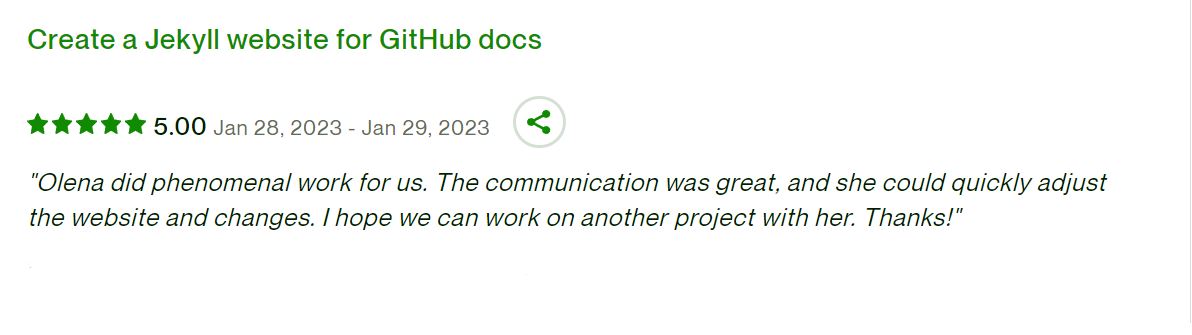 Create a Jekyll website for GitHub docs
5.00 Jan 28, 2023 - Jan 29, 2023
"Olena did phenomenal work for us. The communication was great, and she could quickly adjust
the website and changes. I hope we can work on another project with her. Thanks!"